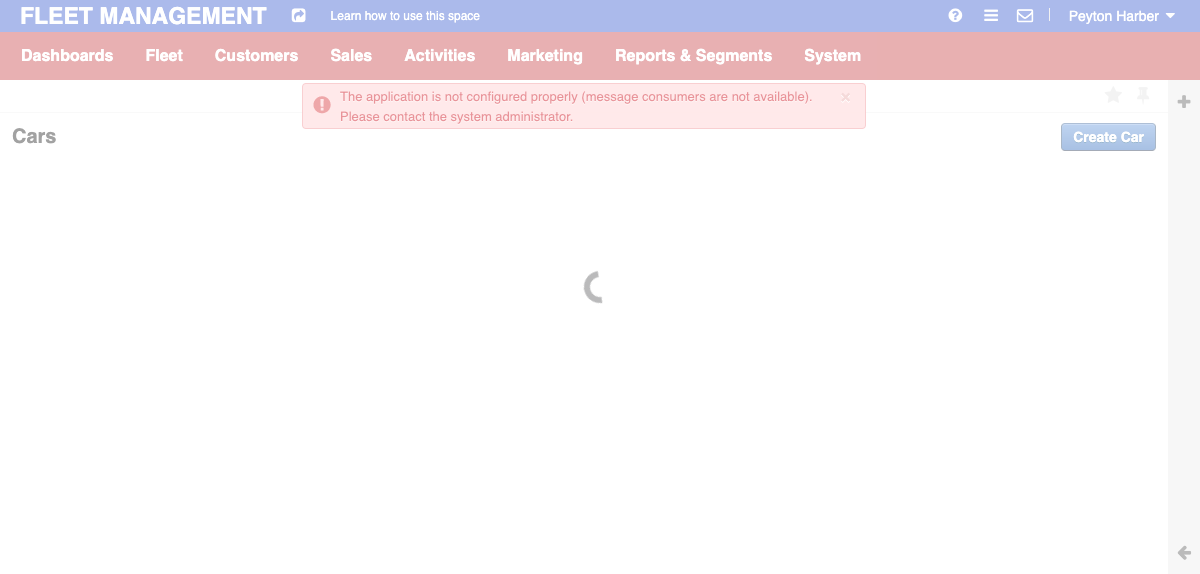 FLEET MANAGEMENT
Learn how to use this space
Peyton Harber
Dashboards
Fleet
Customers
Sales
Activities
Marketing
Reports & Segments
System
The application is not configured properly (message consumers are not available).
Please contact the system administrator.
Cars
Create Car